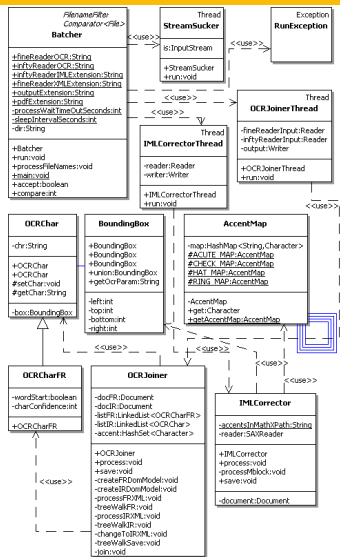 FilenameFilter
Comparator<File>
Batcher
+fineReaderOCR:String
+inftyReaderOCR:String
+inftyReaderIMLExtension:String
+fineReaderXMLExtension:String
+outputExtension:String
+pdfExtension:String
-processWaitTimeOutSeconds:int
-sleepIntervalSeconds:int
-dir:String
+Batcher
+run:void
+processFileNames:void
+main:void
+accept:boolean
+compare:int
<<use>>
Thread
StreamSucker
is:InputStream
+StreamSucker
+run:void
Exception
RunException
<<use>>
<<use>>
Thread
OCRJoinerThread
-fineReaderInput:Reader
-inftyReaderInput:Reader
-output:Writer
+OCRJoinerThread
+run:void
Thread
IMLCorrectorThread
-reader:Reader
-writer:Writer
+IMLCorrectorThread
+run:void
<<use>>
OCRChar
-chr:String
+OCRChar
+OCRChar
#setChar:void
#getChar:String
-box:BoundingBox
BoundingBox
+BoundingBox
+BoundingBox
+BoundingBox
+union:BoundingBox
+getOcrParam:String
-left:int
-top:int
-bottom:int
-right:int
AccentMap
-map:HashMap<String,Character>
#ACUTE_MAP:AccentMap
#CHECK_MAP:AccentMap
#HAT_MAP:AccentMap
#RING_MAP:AccentMap
-AccentMap
+get:Character
+getAccentMap:AccentMap
<<use>>
<<use>>
<<use>>
<<use>>
OCRCharFR
-wordStart:boolean
-charConfidence:int
+OCRCharFR
<<use>>
OCRJoiner
-docFR:Document
-docIR:Document
-listFR:LinkedList<OCRCharFR>
-listIR:LinkedList<OCRChar>
-accent:HashSet<Character>
+OCRJoiner
+process:void
+save:void
-createFRDomModel:void
-createIRDomModel:void
-processFRXML:void
-treeWalkFR:void
-processIRXML:void
-treeWalkIR:void
-changeToIRXML:void
-treeWalkSave:void
-join:void
IMLCorrector
-accentsInMathXPath:String
-reader:SAXReader
+IMLCorrector
+process:void
-processMblock:void
+save:void
-document:Document